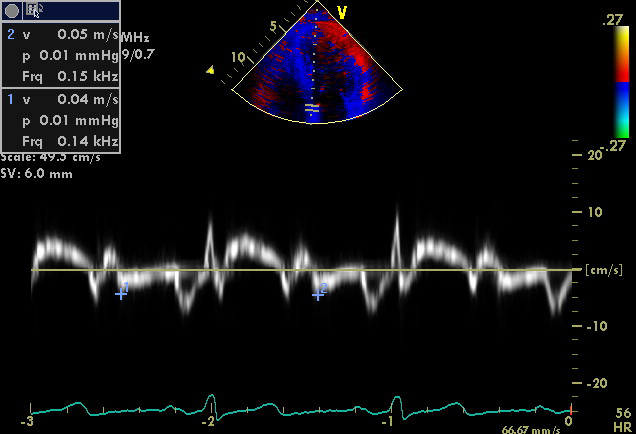 2 v 0.05 m/s
p 0.01 mmHg
Frq 0.15 kHz
1 v 0.04 m/s
p 0.01 mmHg
Frq 0.14 kHz
MHz
9/0.7
Scale: 49.5 cm/s
SV: 6.0 mm
V
5
10
.27
-.27
20
10
[cm/s]
-10
-20
1
2
-3
-2
-1
0
56
HR
66.67 mm/s